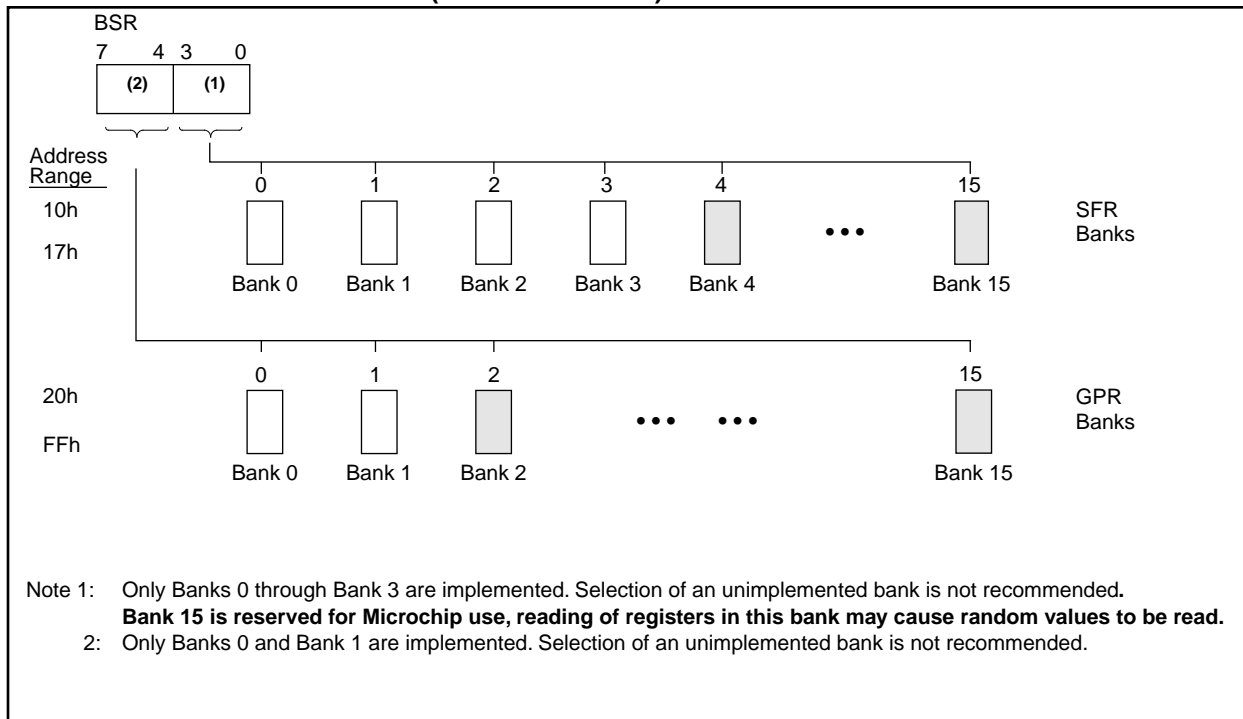 BSR
7 4 3 0
(2) (1)
Address
Range
0 1 2 3 4 15
10h
17h
SFR
Banks
•••
Bank 0 Bank 1 Bank 2 Bank 3 Bank 4 Bank 15
0 1 2 15
20h
FFh
GPR
Banks
••• •••
Bank 0 Bank 1 Bank 2 Bank 15
Note 1: Only Banks 0 through Bank 3 are implemented. Selection of an unimplemented bank is not recommended.
Bank 15 is reserved for Microchip use, reading of registers in this bank may cause random values to be read.
2: Only Banks 0 and Bank 1 are implemented. Selection of an unimplemented bank is not recommended.